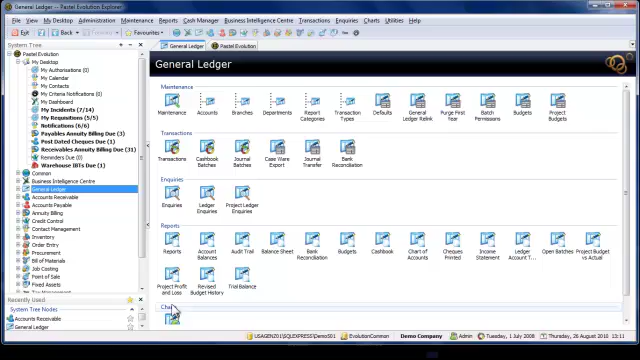 General Ledger -- Pastel Evolution Explorer
File View My Desktop Administration Maintenance Reports Cash Manager Business Intelligence Centre Transactions Enquiries Charts Utilities Help
Exit Back Favourites General Ledger Pastel Evolution
System Tree
Pastel Evolution
My Desktop
My Authorisations (0)
My Calendar
My Contacts
My Criteria Notifications (0)
My Dashboard
My Incidents (7/14)
My Requisitions (5/5)
Notifications (6/6)
Payables Annuity Billing Due (3)
Post Dated Cheques Due (1)
Receivables Annuity Billing Due (31)
Reminders Due (0)
Warehouse IBTs Due (1)
Common
Business Intelligence Centre
General Ledger
Accounts Receivable
Accounts Payable
Annuity Billing
Credit Control
Contact Management
Inventory
Order Entry
Procurement
Bill of Materials
Job Costing
Point of Sale
Fixed Assets
Recently Used
System Tree Nodes
Accounts Receivable
General Ledger
General Ledger
Maintenance
Maintenance Accounts Branches Departments Report Categories Transaction Types Defaults General Ledger Relink Purge First Year Batch Permissions Budgets Project Budgets
Transactions
Transactions Cashbook Batches Journal Batches Case Ware Export Journal Transfer Bank Reconciliation
Enquiries
Enquiries Ledger Enquiries Project Ledger Enquiries
Reports
Reports Account Balances Audit Trail Balance Sheet Bank Reconciliation Budgets Cashbook Chart of Accounts Cheques Printed Income Statement Ledger Account T... Open Batches Project Budget vs Actual
Project Profit and Loss Revised Budget History Trial Balance
USAGENZ01\SQLEXPRESS\Demo501 EvolutionCommon Demo Company Admin Tuesday, 1 July 2008 Thursday, 26 August 2010 13:11